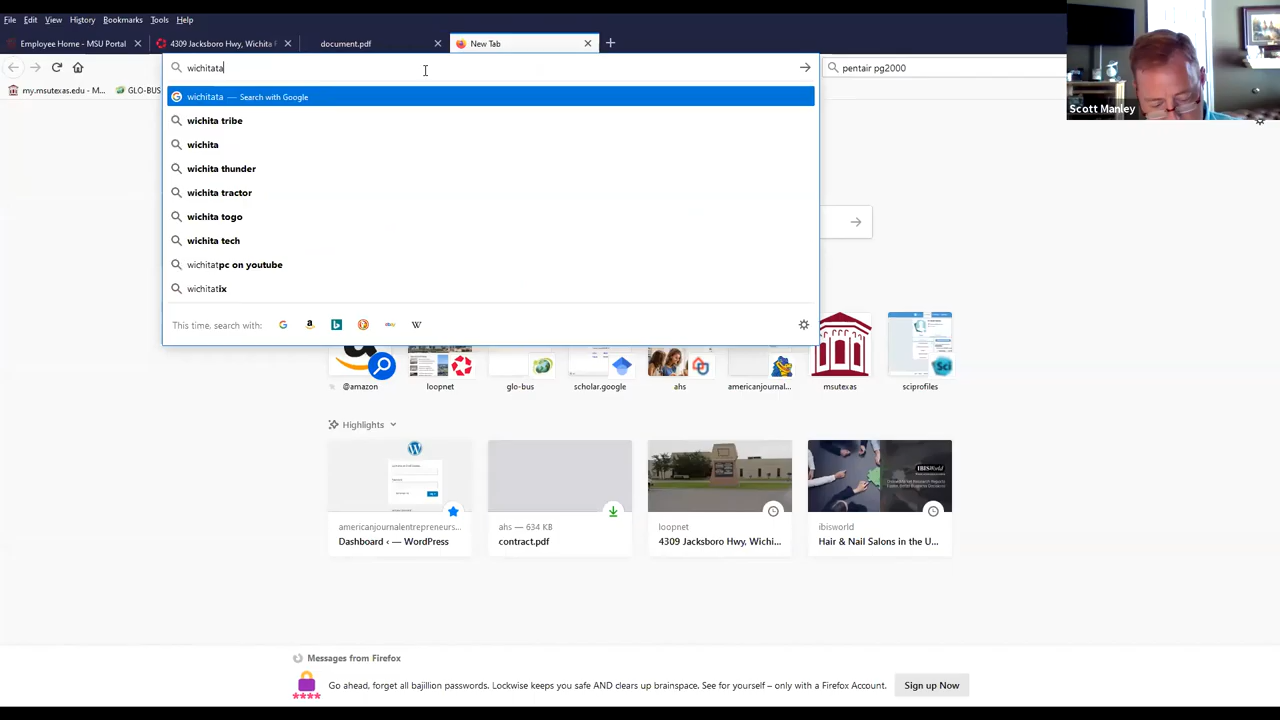 File Edit View History Bookmarks Tools Help
Employee Home - MSU Portal
4309 Jacksboro Hwy, Wichita F
document.pdf
New Tab
wichitata
pentair pg2000
my.msutexas.edu - M...
GLO-BUS
wichitata — Search with Google
wichita tribe
wichita
wichita thunder
wichita tractor
wichita togo
wichita tech
wichitatpc on youtube
wichitatix
This time, search with:
Scott Manley
@amazon
loopnet
glo-bus
scholar.google
ahs
americanjournal...
msutexas
sciprofiles
Highlights
americanjournalentrepreneurs...
Dashboard ‹ — WordPress
ahs — 634 KB
contract.pdf
loopnet
4309 Jacksboro Hwy, Wichi...
IBISWorld
ibisworld
Hair & Nail Salons in the U...
Messages from Firefox
Go ahead, forget all bajillion passwords. Lockwise keeps you safe AND clears up brainspace. See for yourself – only with a Firefox Account.
Sign up Now